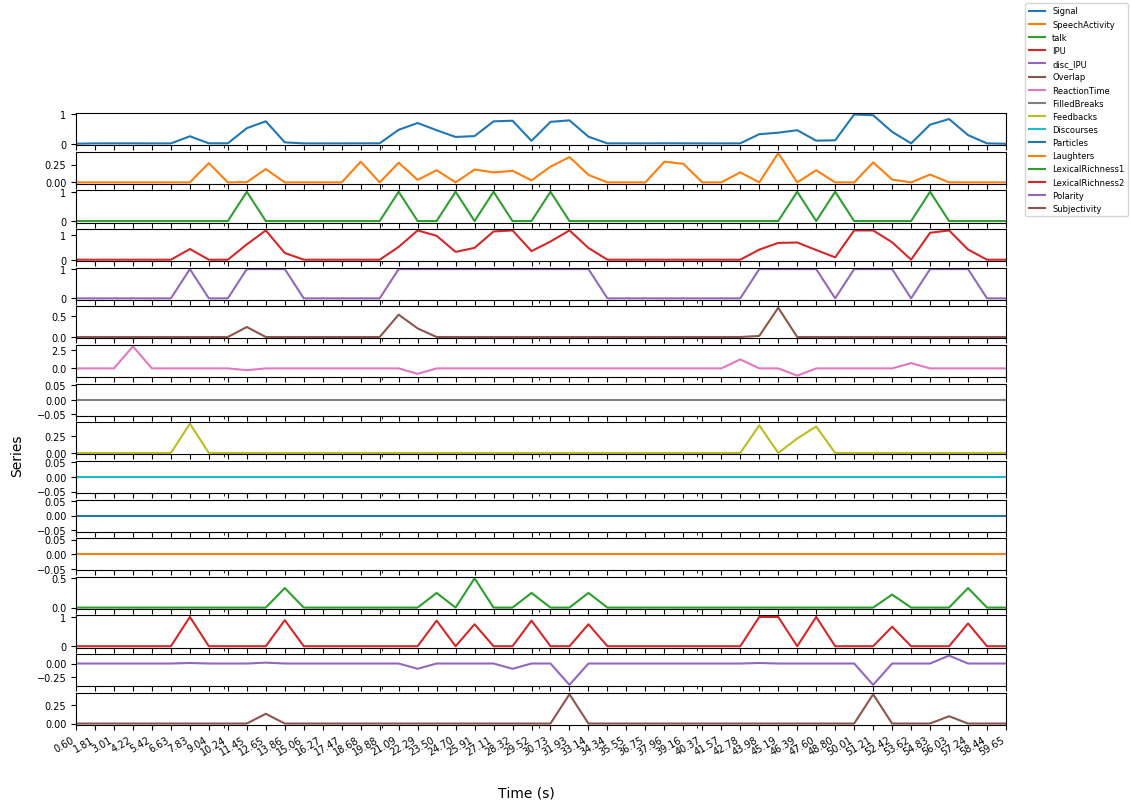 Signal
SpeechActivity
talk
IPU
disc_IPU
Overlap
ReactionTime
FilledBreaks
Feedbacks
Discourses
Particles
Laughters
LexicalRichness1
LexicalRichness2
Polarity
Subjectivity
1
0
0.25
0.00
1
0
1
0
1
0
0.5
0.0
2.5
0.0
0.05
0.00
−0.05
0.25
0.00
0.05
0.00
−0.05
0.05
0.00
−0.05
0.05
0.00
−0.05
0.5
0.0
1
0
0.00
−0.25
0.25
0.00
Series
0.60 1.81 3.01 4.22 5.42 6.63 7.83 9.04 10.24 11.45 12.65 13.86 15.06 16.27 17.47 18.68 19.88 21.09 22.29 23.50 24.70 25.91 27.11 28.32 29.52 30.73 31.93 33.14 34.34 35.55 36.75 37.96 39.16 40.37 41.57 42.78 43.98 45.19 46.39 47.60 48.80 50.01 51.21 52.42 53.62 54.83 56.03 57.24 58.44 59.65
Time (s)